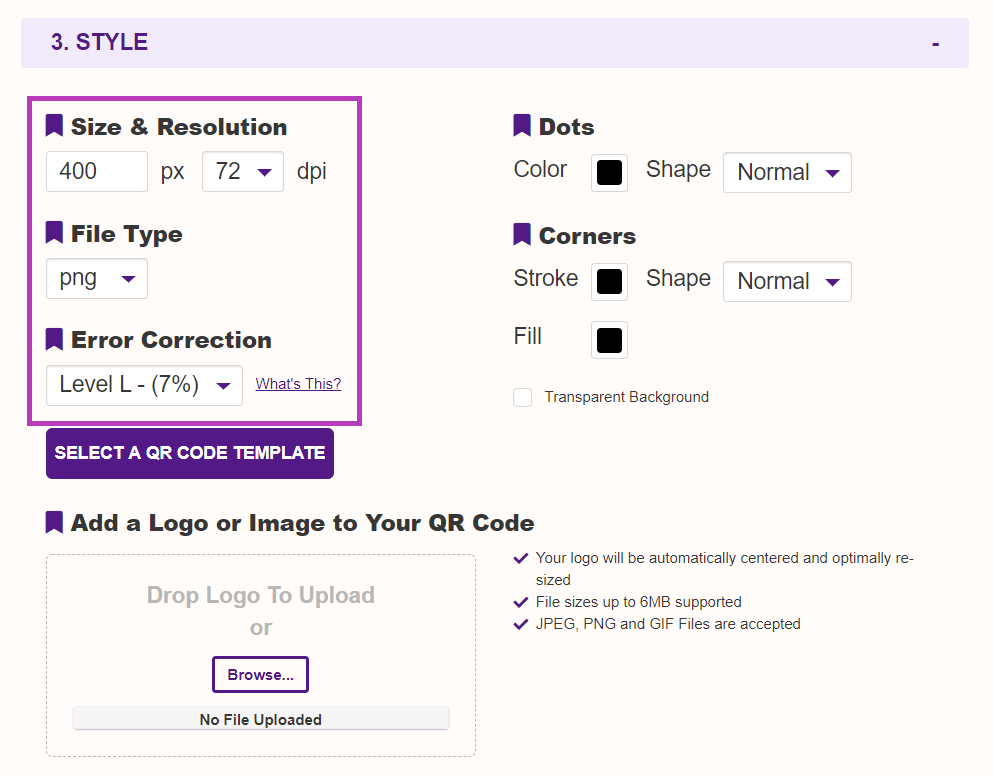 3. STYLE
-
Size & Resolution
400 px 72 dpi
File Type
png
Error Correction
Level L - (7%) What's This?
SELECT A QR CODE TEMPLATE
Dots
Color Shape Normal
Corners
Stroke Shape Normal
Fill
Transparent Background
Add a Logo or Image to Your QR Code
Drop Logo To Upload
or
Browse...
No File Uploaded
Your logo will be automatically centered and optimally re-
sized
File sizes up to 6MB supported
JPEG, PNG and GIF Files are accepted